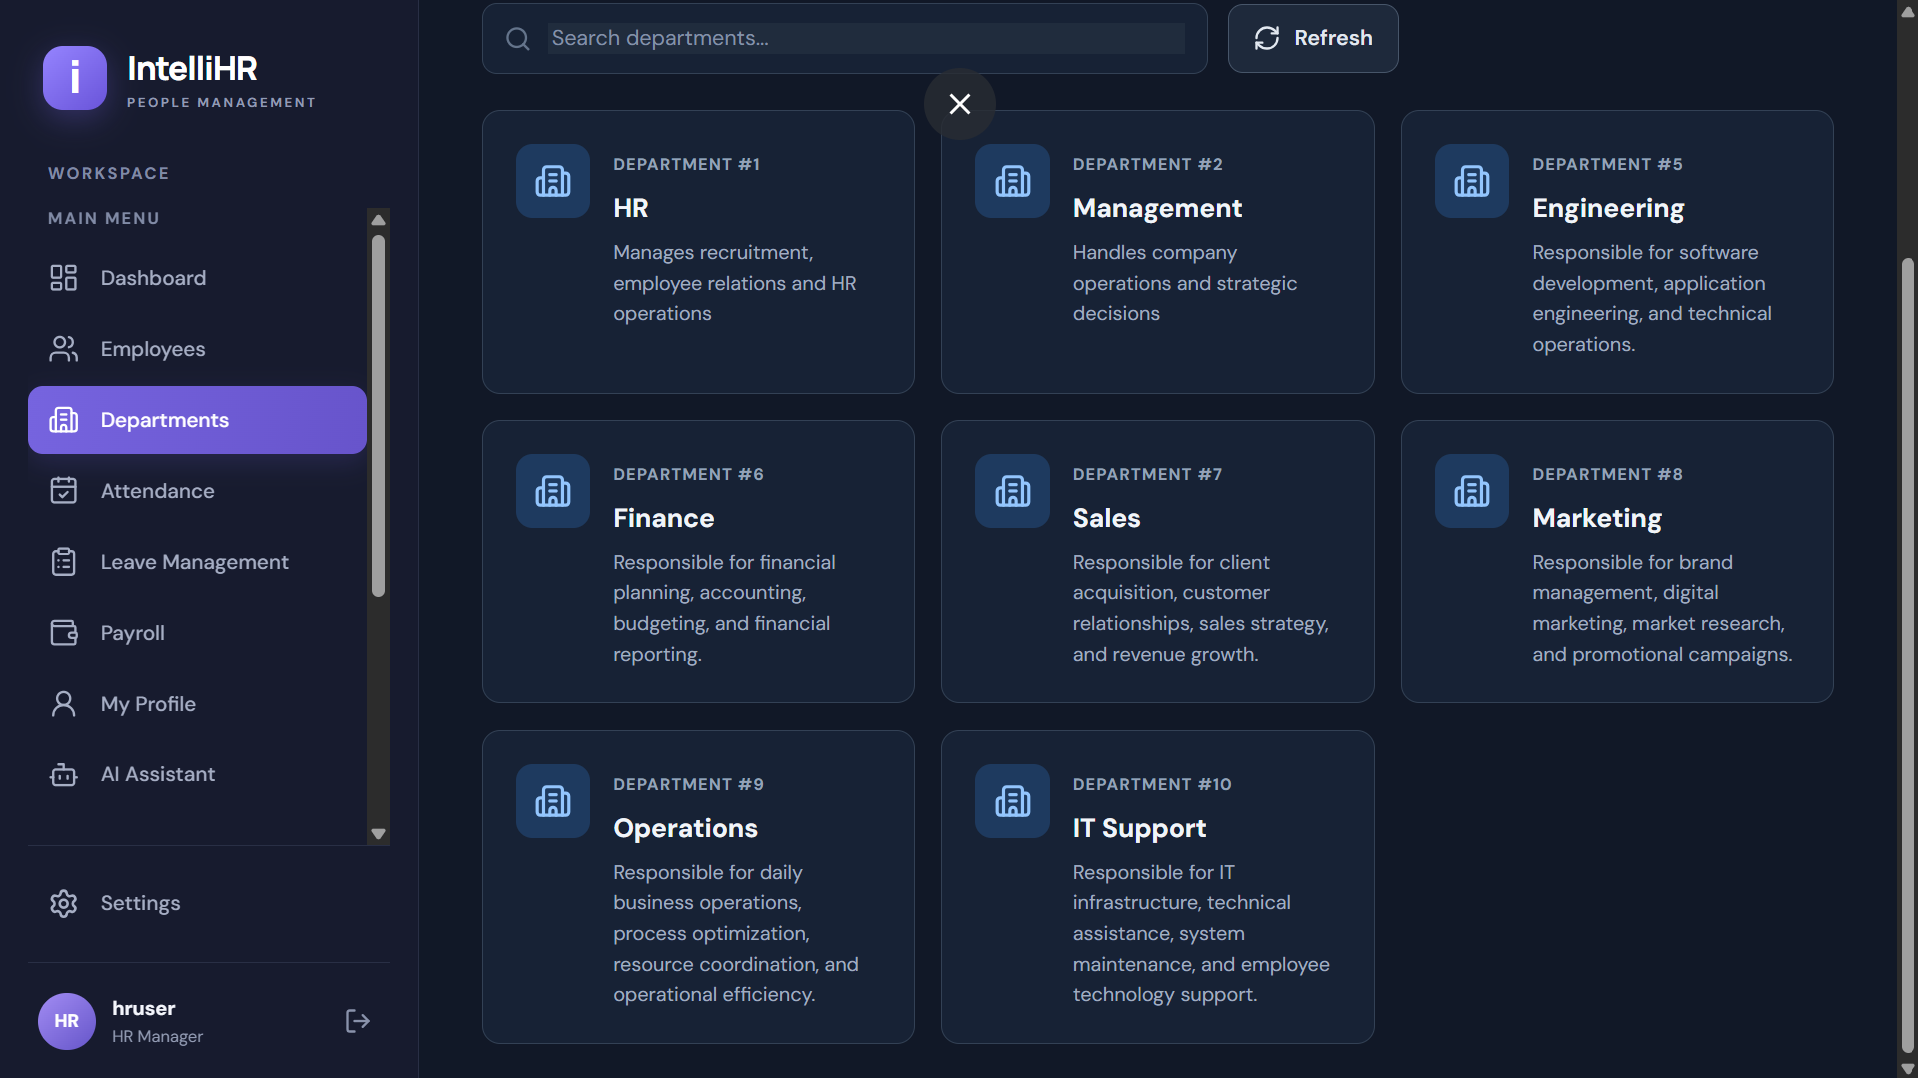 i
IntelliHR
PEOPLE MANAGEMENT
WORKSPACE
MAIN MENU
Dashboard
Employees
Departments
Attendance
Leave Management
Payroll
My Profile
AI Assistant
Settings
HR
hruser
HR Manager
Search departments...
Refresh
DEPARTMENT #1
HR
Manages recruitment,
employee relations and HR
operations
DEPARTMENT #2
Management
Handles company
operations and strategic
decisions
DEPARTMENT #5
Engineering
Responsible for software
development, application
engineering, and technical
operations.
DEPARTMENT #6
Finance
Responsible for financial
planning, accounting,
budgeting, and financial
reporting.
DEPARTMENT #7
Sales
Responsible for client
acquisition, customer
relationships, sales strategy,
and revenue growth.
DEPARTMENT #8
Marketing
Responsible for brand
management, digital
marketing, market research,
and promotional campaigns.
DEPARTMENT #9
Operations
Responsible for daily
business operations,
process optimization,
resource coordination, and
operational efficiency.
DEPARTMENT #10
IT Support
Responsible for IT
infrastructure, technical
assistance, system
maintenance, and employee
technology support.